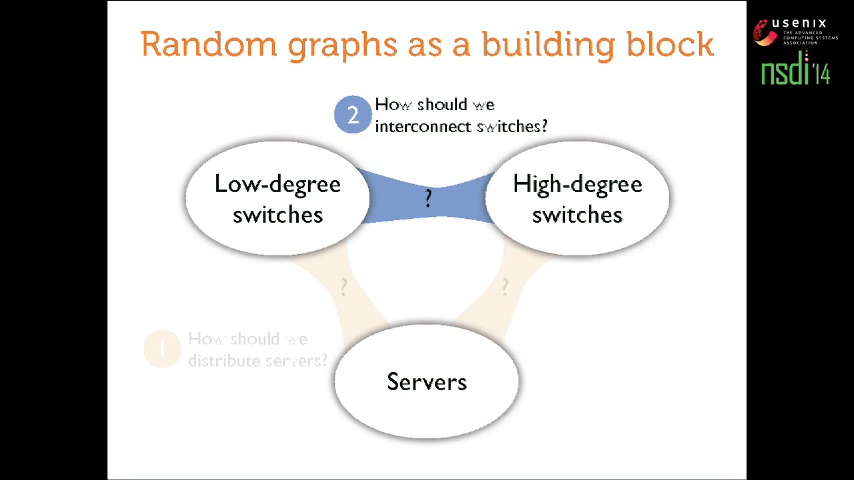 Random graphs as a building block
usenix
THE ADVANCED
COMPUTING SYSTEMS
ASSOCIATION
nsdi '14
2
How should we
interconnect switches?
Low-degree
switches
?
High-degree
switches
?
?
1
How should we
distribute servers?
Servers